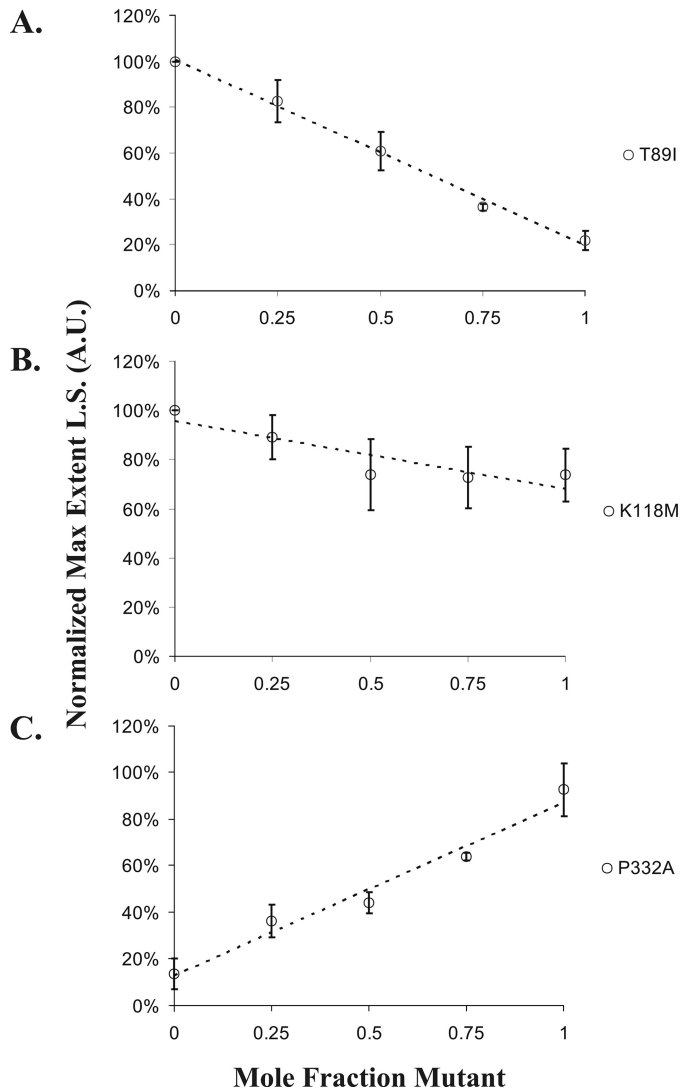 A.
120%
100%
80%
60%
40%
20%
0%
0 0.25 0.5 0.75 1
T89I
B.
120%
100%
80%
60%
40%
20%
0%
0 0.25 0.5 0.75 1
K118M
C.
120%
100%
80%
60%
40%
20%
0%
0 0.25 0.5 0.75 1
P332A
Normalized Max Extent L.S. (A.U.)
Mole Fraction Mutant